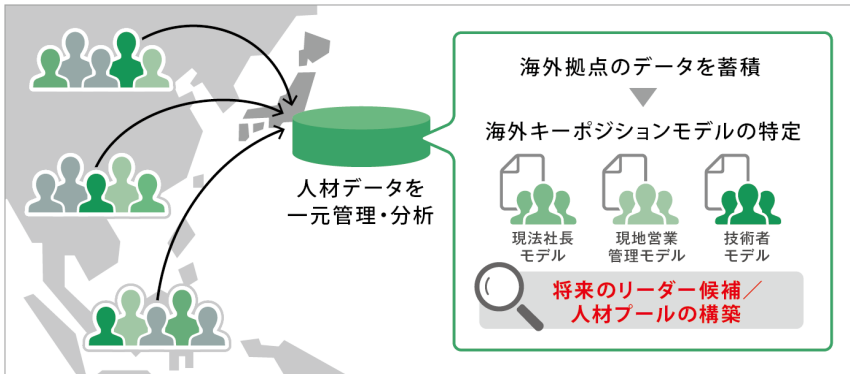 人材データを
一元管理・分析
海外拠点のデータを蓄積
海外キーポジションモデルの特定
現法社長
モデル
現地営業
管理モデル
技術者
モデル
将来のリーダー候補／
人材プールの構築